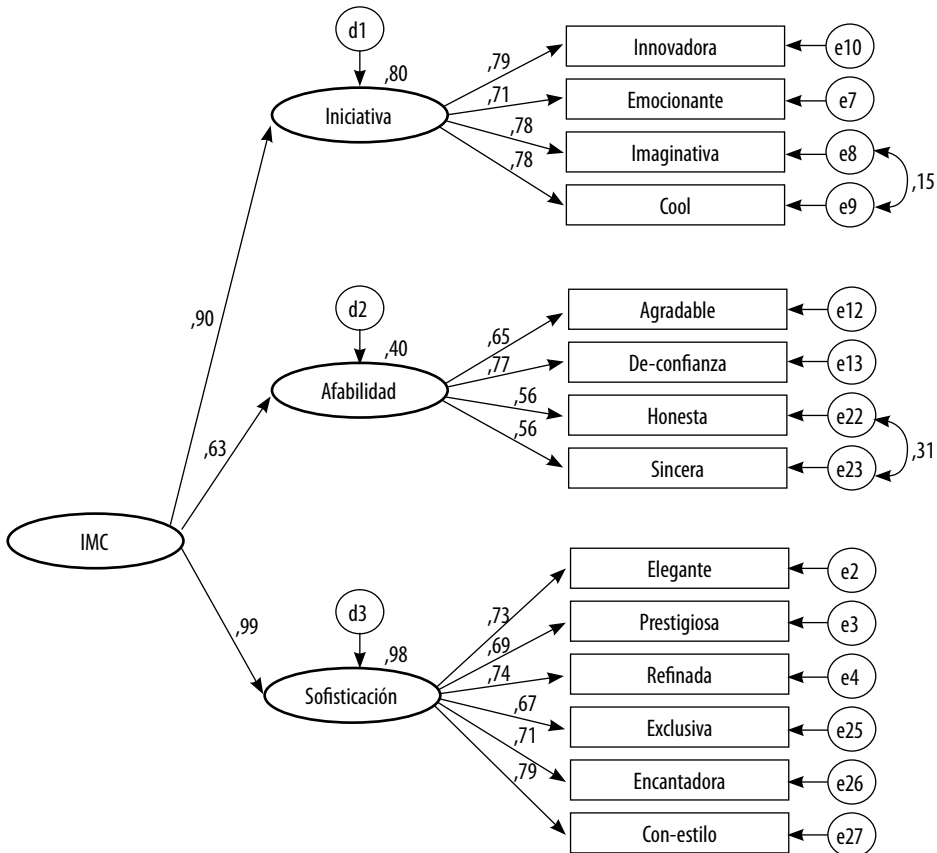 d1
,80
Iniciativa
,79
,71
,78
,78
Innovadora
e10
Emocionante
e7
Imaginativa
e8
Cool
e9
,15
,90
d2
,40
Afabilidad
,65
,77
,56
,56
Agradable
e12
De-confianza
e13
Honesta
e22
Sincera
e23
,31
,63
IMC
,99
d3
,98
Sofisticación
,73
,69
,74
,67
,71
,79
Elegante
e2
Prestigiosa
e3
Refinada
e4
Exclusiva
e25
Encantadora
e26
Con-estilo
e27